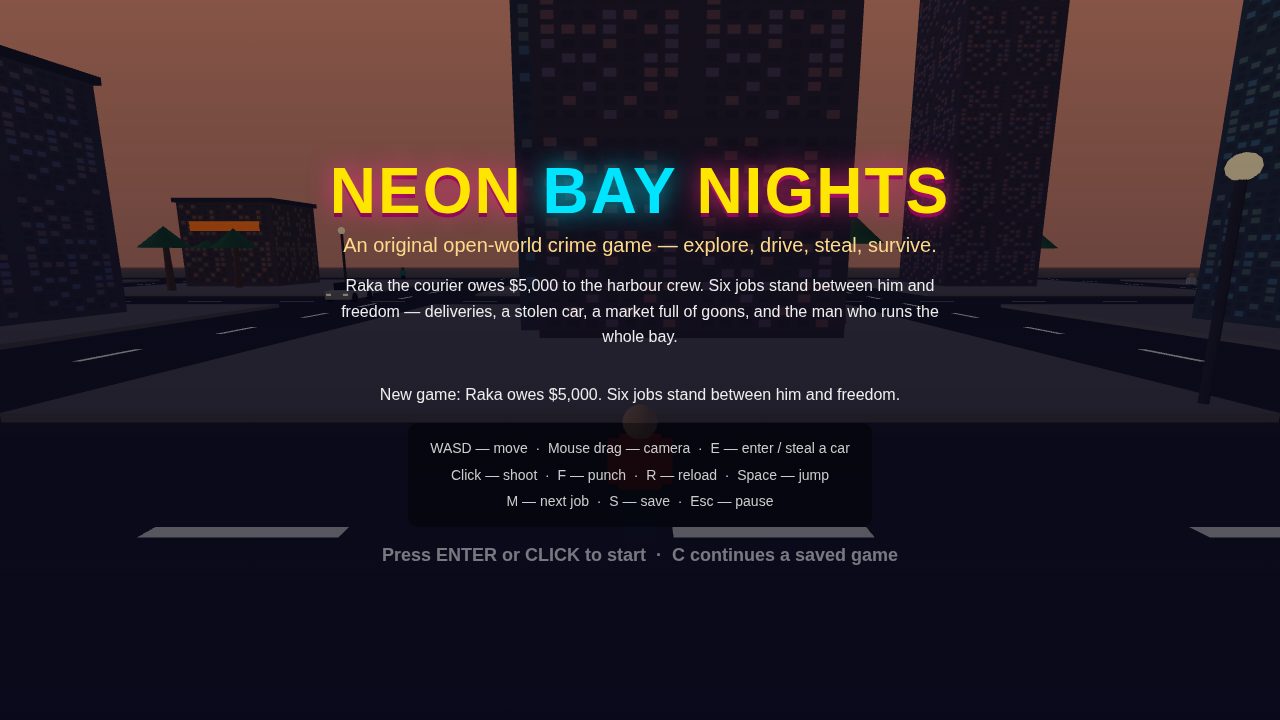 NEON BAY NIGHTS
An original open-world crime game — explore, drive, steal, survive.
Raka the courier owes $5,000 to the harbour crew. Six jobs stand between him and
freedom — deliveries, a stolen car, a market full of goons, and the man who runs the
whole bay.
New game: Raka owes $5,000. Six jobs stand between him and freedom.
WASD — move · Mouse drag — camera · E — enter / steal a car
Click — shoot · F — punch · R — reload · Space — jump
M — next job · S — save · Esc — pause
Press ENTER or CLICK to start · C continues a saved game